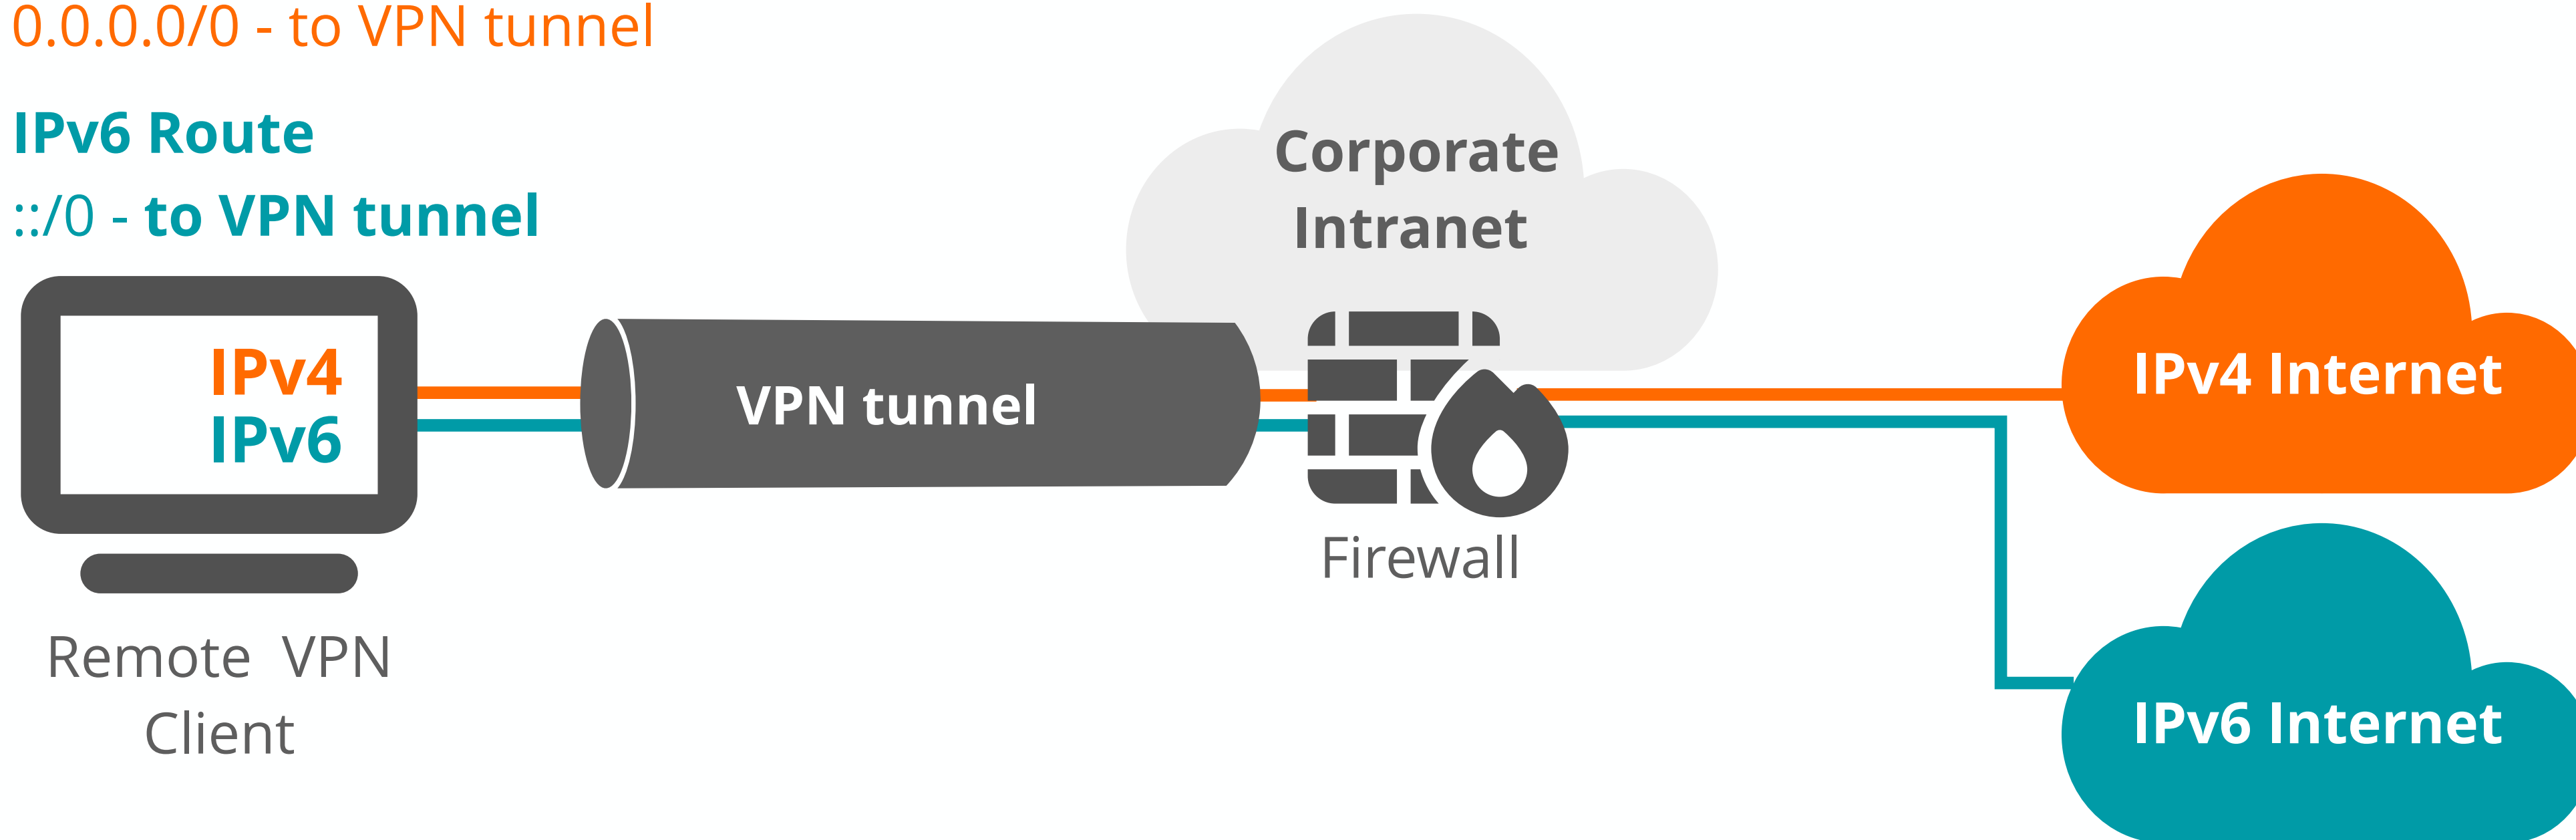 0.0.0.0/0 - to VPN tunnel
IPv6 Route
::/0 - to VPN tunnel
IPv4
IPv6
Remote VPN
Client
VPN tunnel
Corporate
Intranet
Firewall
IPv4 Internet
IPv6 Internet